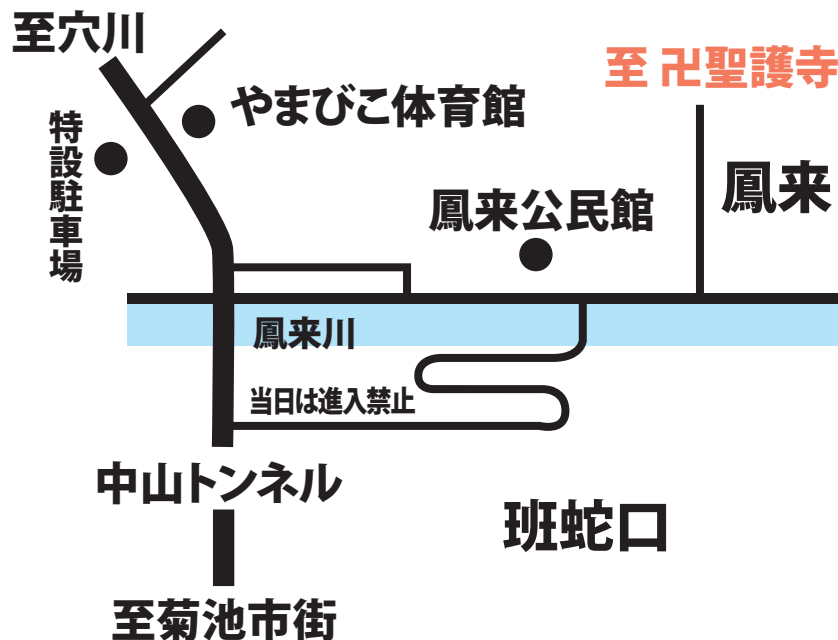 至穴川
至 卍聖護寺
やまびこ体育館
特設駐車場
鳳来
鳳来公民館
鳳来川
当日は進入禁止
中山トンネル
班蛇口
至菊池市街